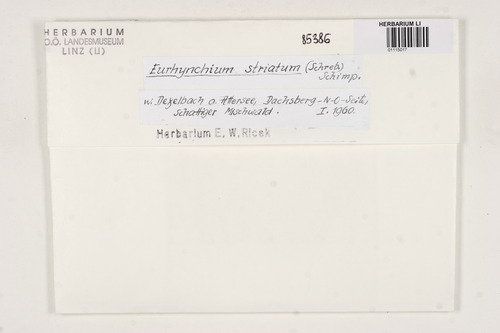 HERBARIUM
O.Ö. LANDESMUSEUM
LINZ (LI)
85386
HERBARIUM LI
Eurhynchium striatum (Schreb.)
Schimp.
w. Dexelbach a. Attersee, Dachsberg-N-O-Seite,
schattiger Mischwald. I. 1960.
Herbarium E. W. Ricek